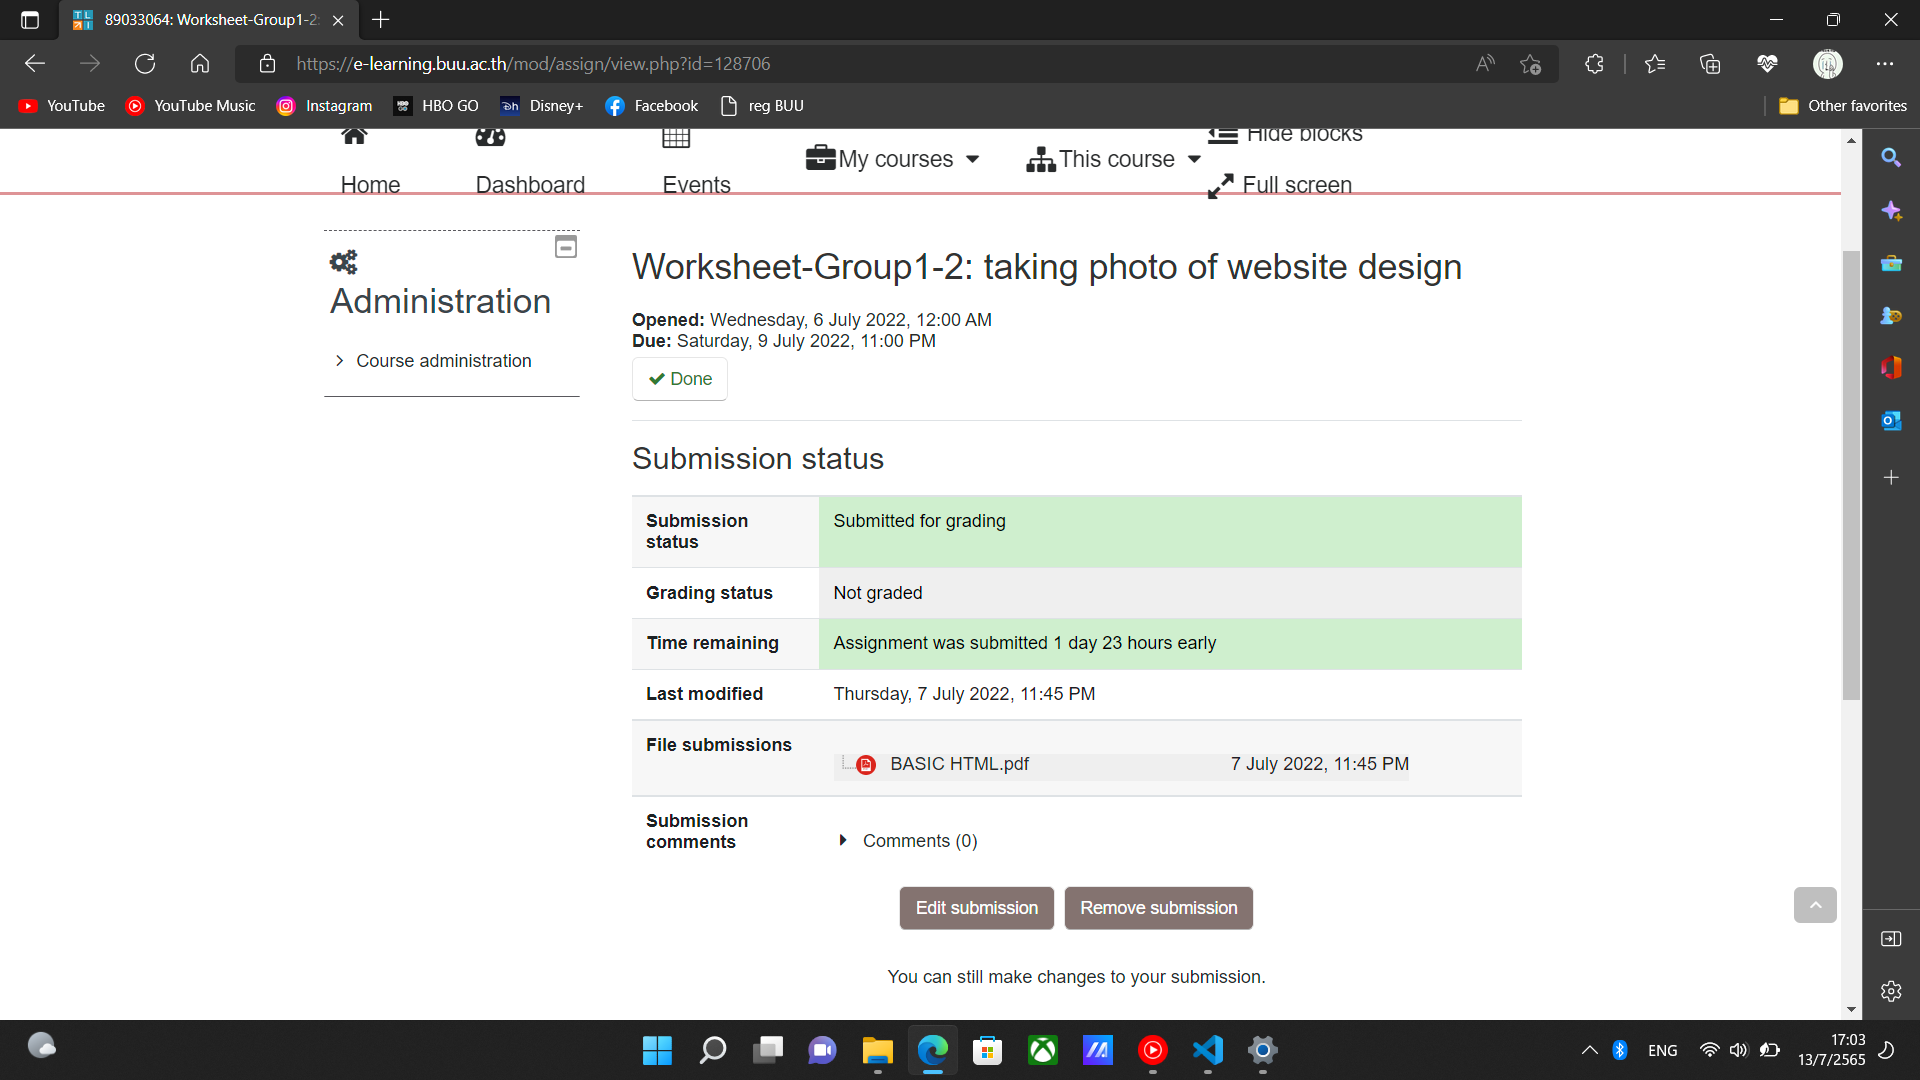 89033064: Worksheet-Group1-2:
https://e-learning.buu.ac.th/mod/assign/view.php?id=128706
YouTube YouTube Music Instagram HBO GO Disney+ Facebook reg BUU Other favorites
Home Dashboard Events My courses This course Hide blocks
Full screen
Administration
Course administration
Worksheet-Group1-2: taking photo of website design
Opened: Wednesday, 6 July 2022, 12:00 AM
Due: Saturday, 9 July 2022, 11:00 PM
Done
Submission status
Submission status Submitted for grading
Grading status Not graded
Time remaining Assignment was submitted 1 day 23 hours early
Last modified Thursday, 7 July 2022, 11:45 PM
File submissions BASIC HTML.pdf 7 July 2022, 11:45 PM
Submission comments Comments (0)
Edit submission Remove submission
You can still make changes to your submission.
ENG 17:03
13/7/2565